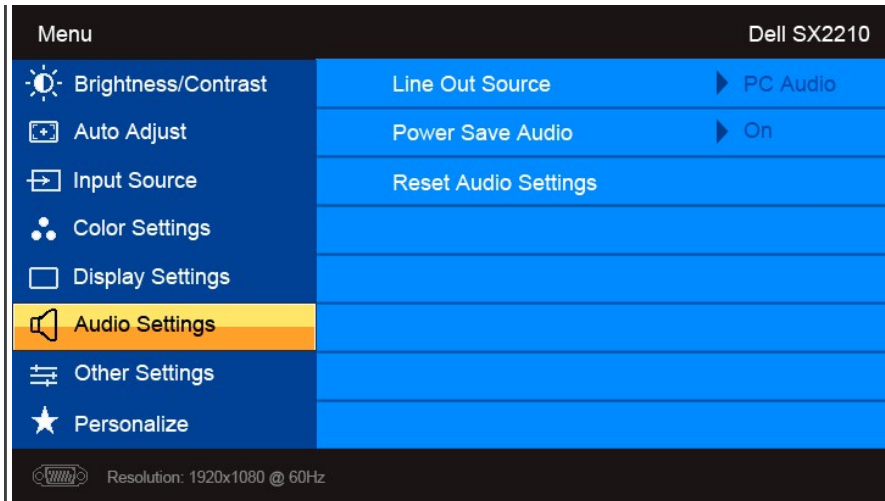 Menu Dell SX2210
Brightness/Contrast
Auto Adjust
Input Source
Color Settings
Display Settings
Audio Settings
Other Settings
Personalize
Line Out Source PC Audio
Power Save Audio On
Reset Audio Settings
Resolution: 1920x1080 @ 60Hz